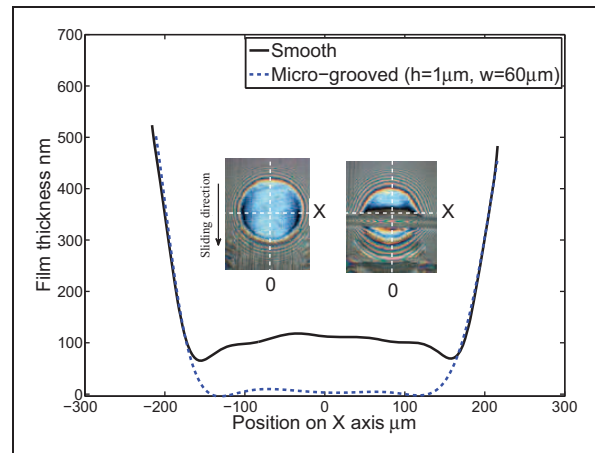 700
600
500
400
300
200
100
0
Film thickness nm
Smooth
Micro-grooved (h=1μm, w=60μm)
Sliding direction
X
X
0
0
−300
−200
−100
0
100
200
300
Position on X axis μm